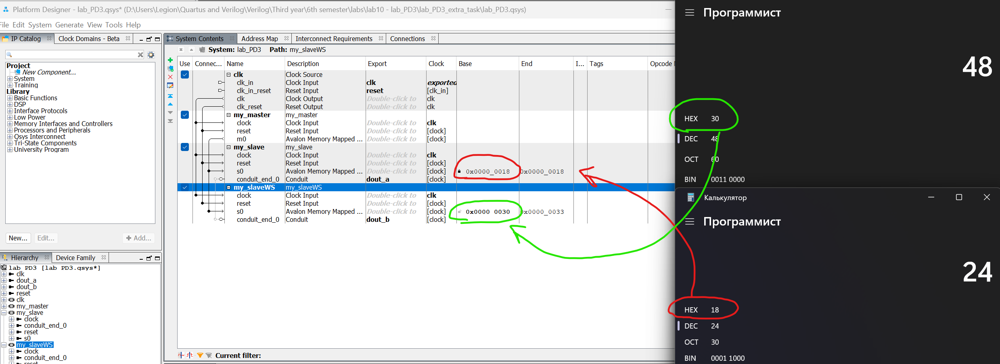 Platform Designer - lab_PD3.qsys* (D:\Users\Legion\Quartus and Verilog\Verilog\Third year\6th semester\labs\lab10 - lab_PD3\lab_PD3_extra_task\lab_PD3.qsys)
File Edit System Generate View Tools Help
IP Catalog Clock Domains - Beta
Project
New Component...
System
Training
Library
Basic Functions
DSP
Interface Protocols
Low Power
Memory Interfaces and Controllers
Processors and Peripherals
Qsys Interconnect
Tri-State Components
University Program
New... Edit... Add...
Hierarchy Device Family
lab_PD3 [lab_PD3.qsys*]
clk
dout_a
dout_b
reset
clk
my_master
my_slave
clock
conduit_end_0
reset
s0
my_slaveWS
clock
conduit_end_0
reset
System Contents Address Map Interconnect Requirements Connections
System: lab_PD3 Path: my_slaveWS
Use Connec... Name Description Export Clock Base End I... Tags Opcode
clk Clock Source
clk_in Clock Input clk exported
clk_in_reset Reset Input reset [clk_in]
clk Clock Output Double-click to clk
clk_reset Reset Output Double-click to clk
my_master my_master
clock Clock Input Double-click to clk
reset Reset Input Double-click to [clock]
m0 Avalon Memory Mapped ... Double-click to [clock]
my_slave my_slave
clock Clock Input Double-click to clk
reset Reset Input Double-click to [clock]
s0 Avalon Memory Mapped ... Double-click to [clock] 0x0000_0018 0x0000_0018
conduit_end_0 Conduit dout_a [clock]
my_slaveWS my_slaveWS
clock Clock Input Double-click to clk
reset Reset Input Double-click to [clock]
s0 Avalon Memory Mapped ... Double-click to [clock] 0x0000_0030 0x0000_0033
conduit_end_0 Conduit dout_b [clock]
Current filter:
Программист
48
HEX 30
DEC 48
OCT 60
BIN 0011 0000
Калькулятор
Программист
24
HEX 18
DEC 24
OCT 30
BIN 0001 1000